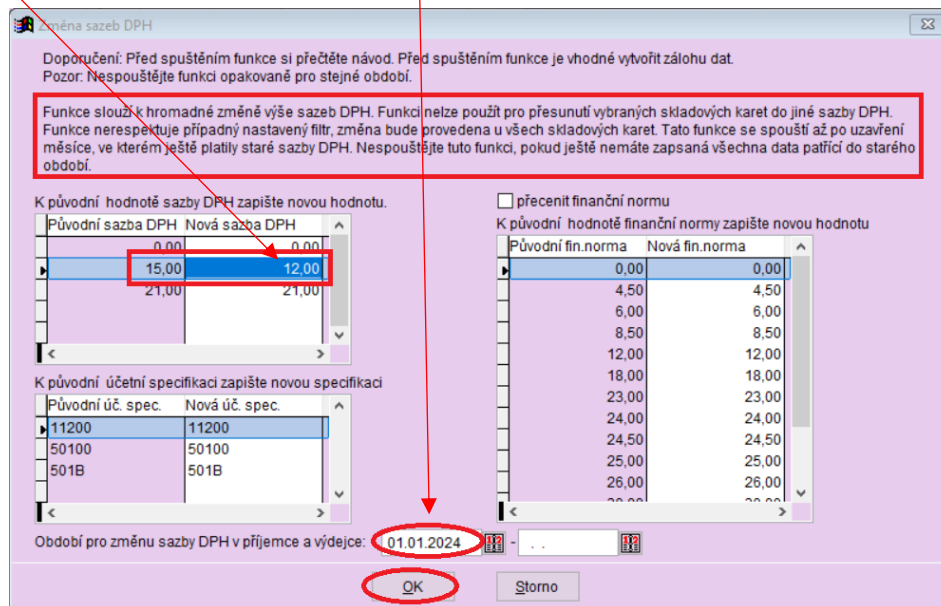 Změna sazeb DPH
Doporučení: Před spuštěním funkce si přečtěte návod. Před spuštěním funkce je vhodné vytvořit zálohu dat.
Pozor: Nespouštějte funkci opakovaně pro stejné období.
Funkce slouží k hromadné změně výše sazeb DPH. Funkci nelze použít pro přesunutí vybraných skladových karet do jiné sazby DPH.
Funkce nerespektuje případný nastavený filtr, změna bude provedena u všech skladových karet. Tato funkce se spouští až po uzavření
měsíce, ve kterém ještě platily staré sazby DPH. Nespouštějte tuto funkci, pokud ještě nemáte zapsaná všechna data patřící do starého
období.
K původní hodnotě sazby DPH zapište novou hodnotu.
Původní sazba DPH Nová sazba DPH
0,00 0,00
15,00 12,00
21,00 21,00
K původní účetní specifikaci zapište novou specifikaci
Původní úč. spec. Nová úč. spec.
11200 11200
50100 50100
501B 501B
přecenit finanční normu
K původní hodnotě finanční normy zapište novou hodnotu
Původní fin.norma Nová fin.norma
0,00 0,00
4,50 4,50
6,00 6,00
8,50 8,50
12,00 12,00
18,00 18,00
23,00 23,00
24,00 24,00
24,50 24,50
25,00 25,00
26,00 26,00
Období pro změnu sazby DPH v příjemce a výdejce: 01.01.2024 - . .
OK Storno